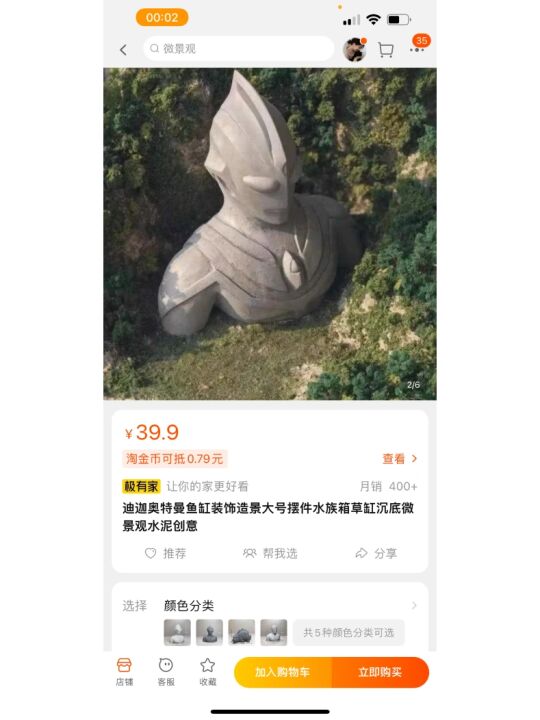 00:02
微景观
35
2/6
¥39.9
淘金币可抵0.79元
查看
极有家 让你的家更好看
月销 400+
迪迦奥特曼鱼缸装饰造景大号摆件水族箱草缸沉底微
景观水泥创意
推荐
帮我选
分享
选择 颜色分类
共5种颜色分类可选
店铺
客服
收藏
加入购物车
立即购买